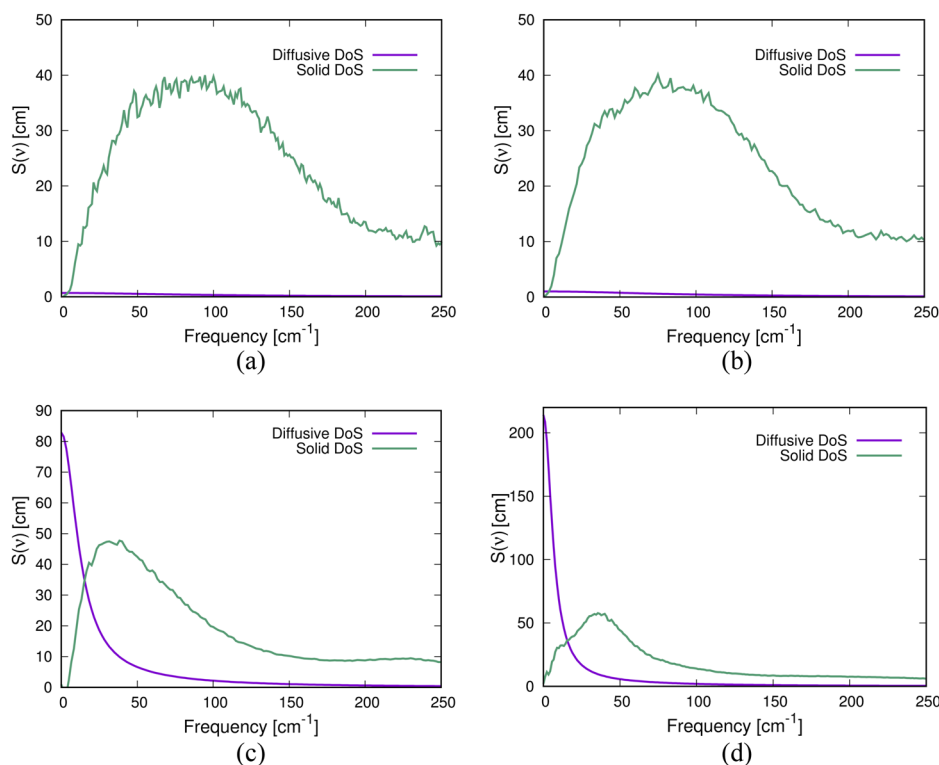 50
40
30
20
10
0
S(ν) [cm]
Diffusive DoS
Solid DoS
0 50 100 150 200 250
Frequency [cm-1]
(a)
50
40
30
20
10
0
S(ν) [cm]
Diffusive DoS
Solid DoS
0 50 100 150 200 250
Frequency [cm-1]
(b)
90
80
70
60
50
40
30
20
10
0
S(ν) [cm]
Diffusive DoS
Solid DoS
0 50 100 150 200 250
Frequency [cm-1]
(c)
200
150
100
50
0
S(ν) [cm]
Diffusive DoS
Solid DoS
0 50 100 150 200 250
Frequency [cm-1]
(d)